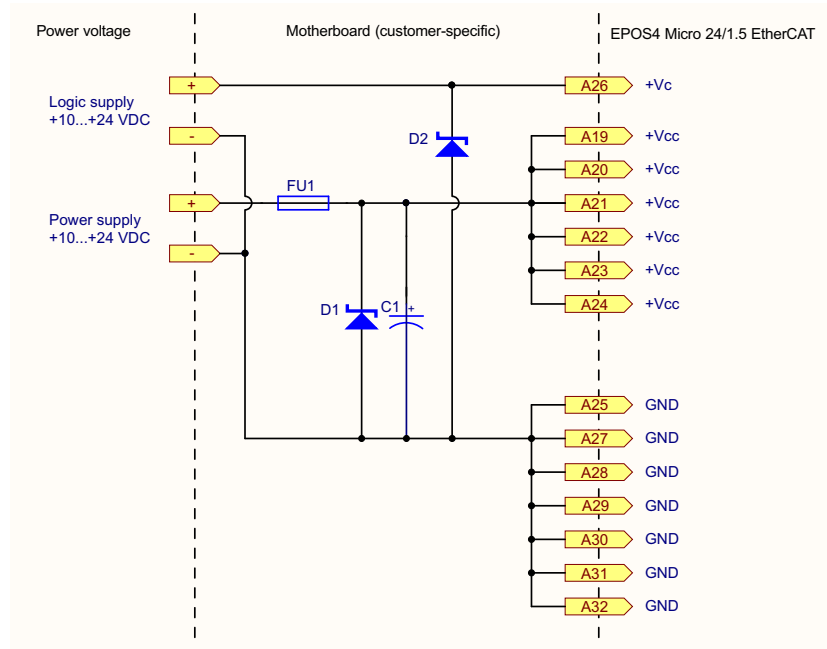 Power voltage
Motherboard (customer-specific)
EPOS4 Micro 24/1.5 EtherCAT
+
A26
+Vc
Logic supply
+10...+24 VDC
-
D2
A19
+Vcc
A20
+Vcc
FU1
+
A21
+Vcc
Power supply
+10...+24 VDC
A22
+Vcc
-
A23
+Vcc
A24
+Vcc
D1
C1
+
A25
GND
A27
GND
A28
GND
A29
GND
A30
GND
A31
GND
A32
GND